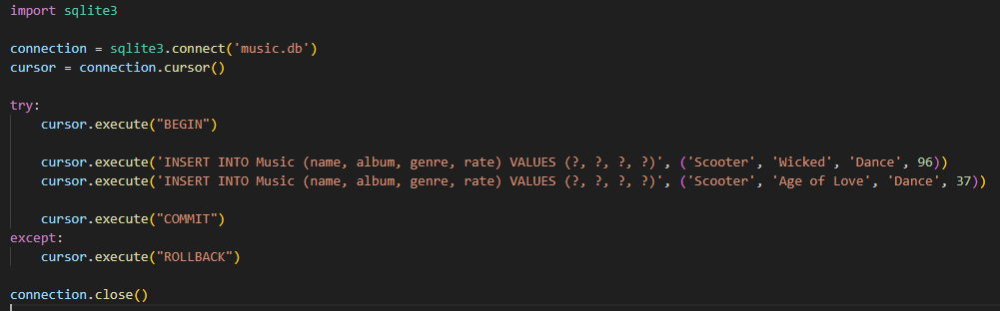 import sqlite3
connection = sqlite3.connect('music.db')
cursor = connection.cursor()
try:
    cursor.execute("BEGIN")
    cursor.execute('INSERT INTO Music (name, album, genre, rate) VALUES (?, ?, ?, ?)', ('Scooter', 'Wicked', 'Dance', 96))
    cursor.execute('INSERT INTO Music (name, album, genre, rate) VALUES (?, ?, ?, ?)', ('Scooter', 'Age of Love', 'Dance', 37))
    cursor.execute("COMMIT")
except:
    cursor.execute("ROLLBACK")
connection.close()